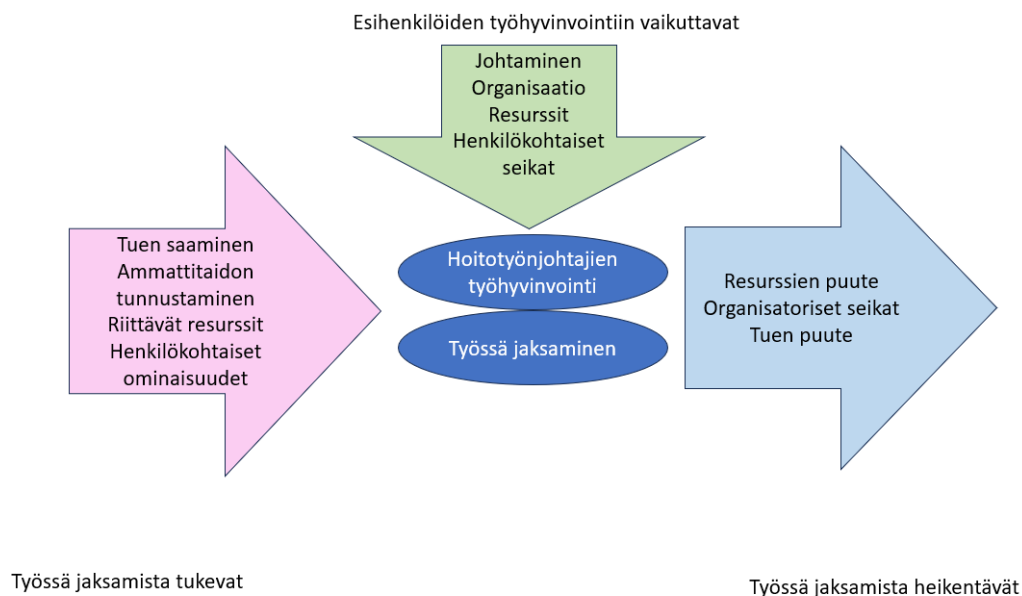 Esihenkilöiden työhyvinvointiin vaikuttavat
Johtaminen
Organisaatio
Resurssit
Henkilökohtaiset
seikat
Tuen saaminen
Ammattitaidon
tunnustaminen
Riittävät resurssit
Henkilökohtaiset
ominaisuudet
Hoitotyönjohtajien
työhyvinvointi
Työssä jaksaminen
Resurssien puute
Organisatoriset seikat
Tuen puute
Työssä jaksamista tukevat
Työssä jaksamista heikentävät